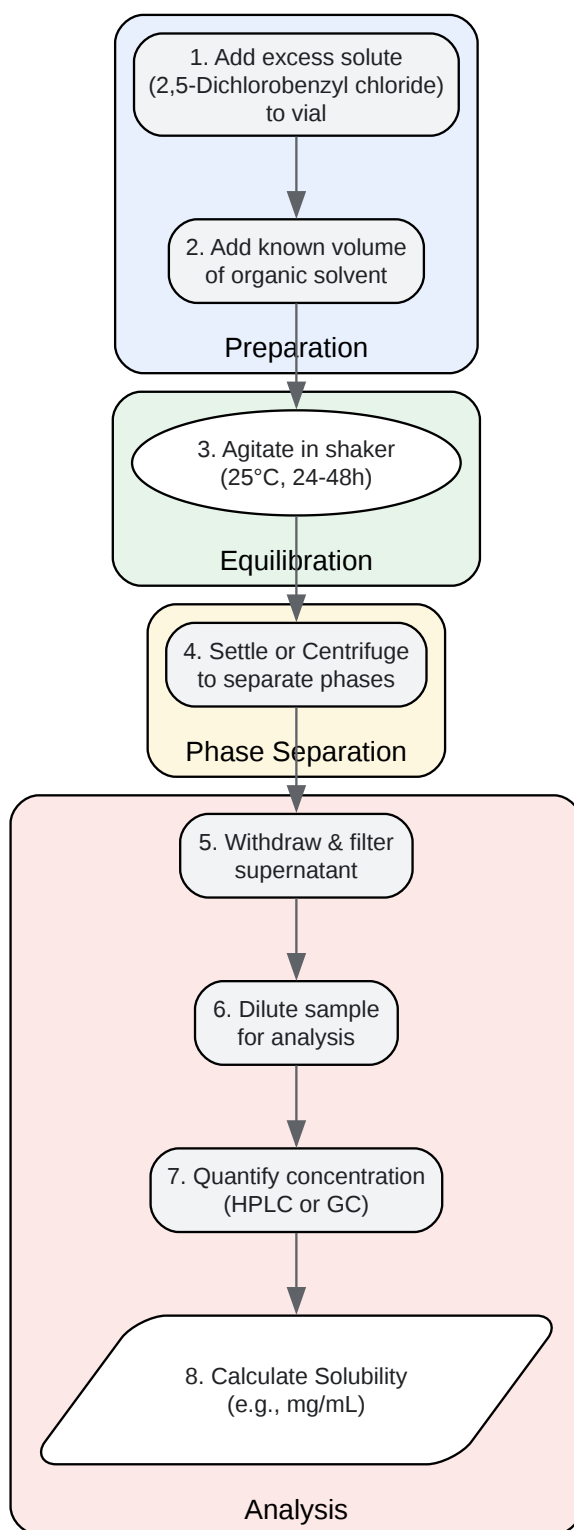 1. Add excess solute
(2,5-Dichlorobenzyl chloride)
to vial
2. Add known volume
of organic solvent
Preparation
3. Agitate in shaker
(25°C, 24-48h)
Equilibration
4. Settle or Centrifuge
to separate phases
Phase Separation
5. Withdraw & filter
supernatant
6. Dilute sample
for analysis
7. Quantify concentration
(HPLC or GC)
8. Calculate Solubility
(e.g., mg/mL)
Analysis